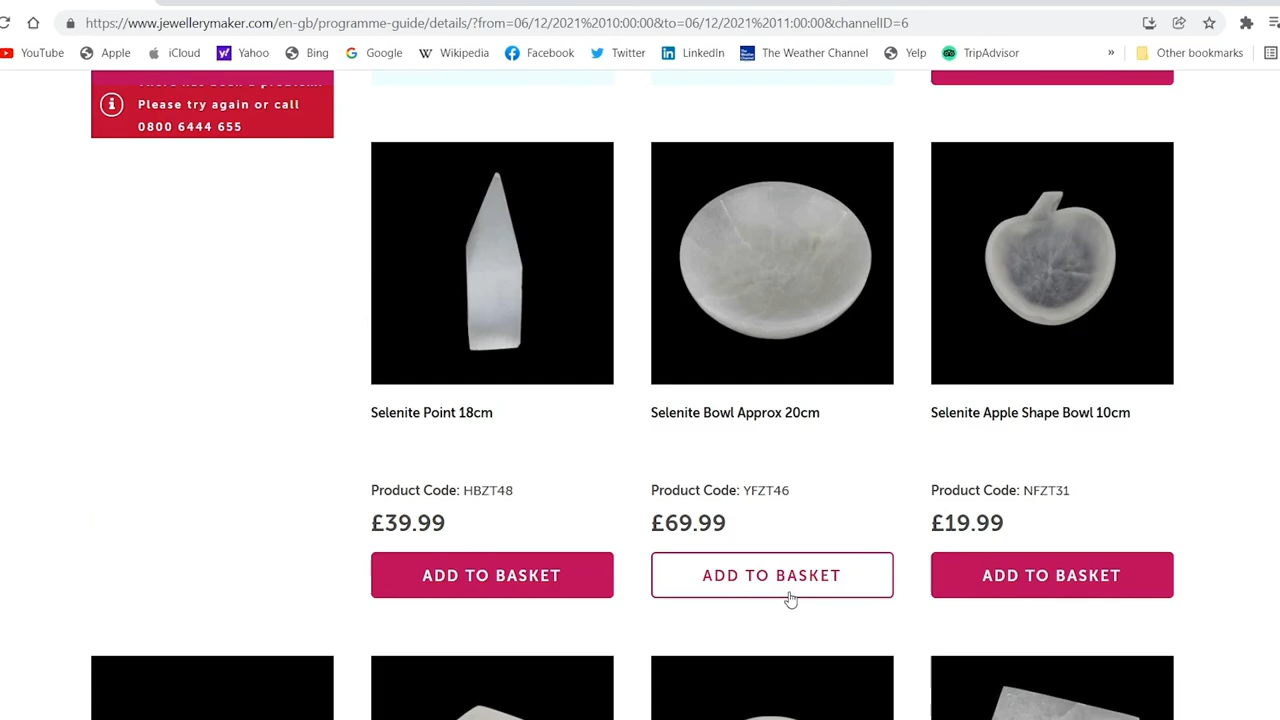 https://www.jewellerymaker.com/en-gb/programme-guide/details/?from=06/12/2021%2010:00:00&to=06/12/2021%2011:00:00&channelID=6
YouTube Apple iCloud Yahoo Bing Google Wikipedia Facebook Twitter LinkedIn The Weather Channel Yelp TripAdvisor » Other bookmarks
Please try again or call
0800 6444 655
Selenite Point 18cm
Product Code: HBZT48
£39.99
ADD TO BASKET
Selenite Bowl Approx 20cm
Product Code: YFZT46
£69.99
ADD TO BASKET
Selenite Apple Shape Bowl 10cm
Product Code: NFZT31
£19.99
ADD TO BASKET